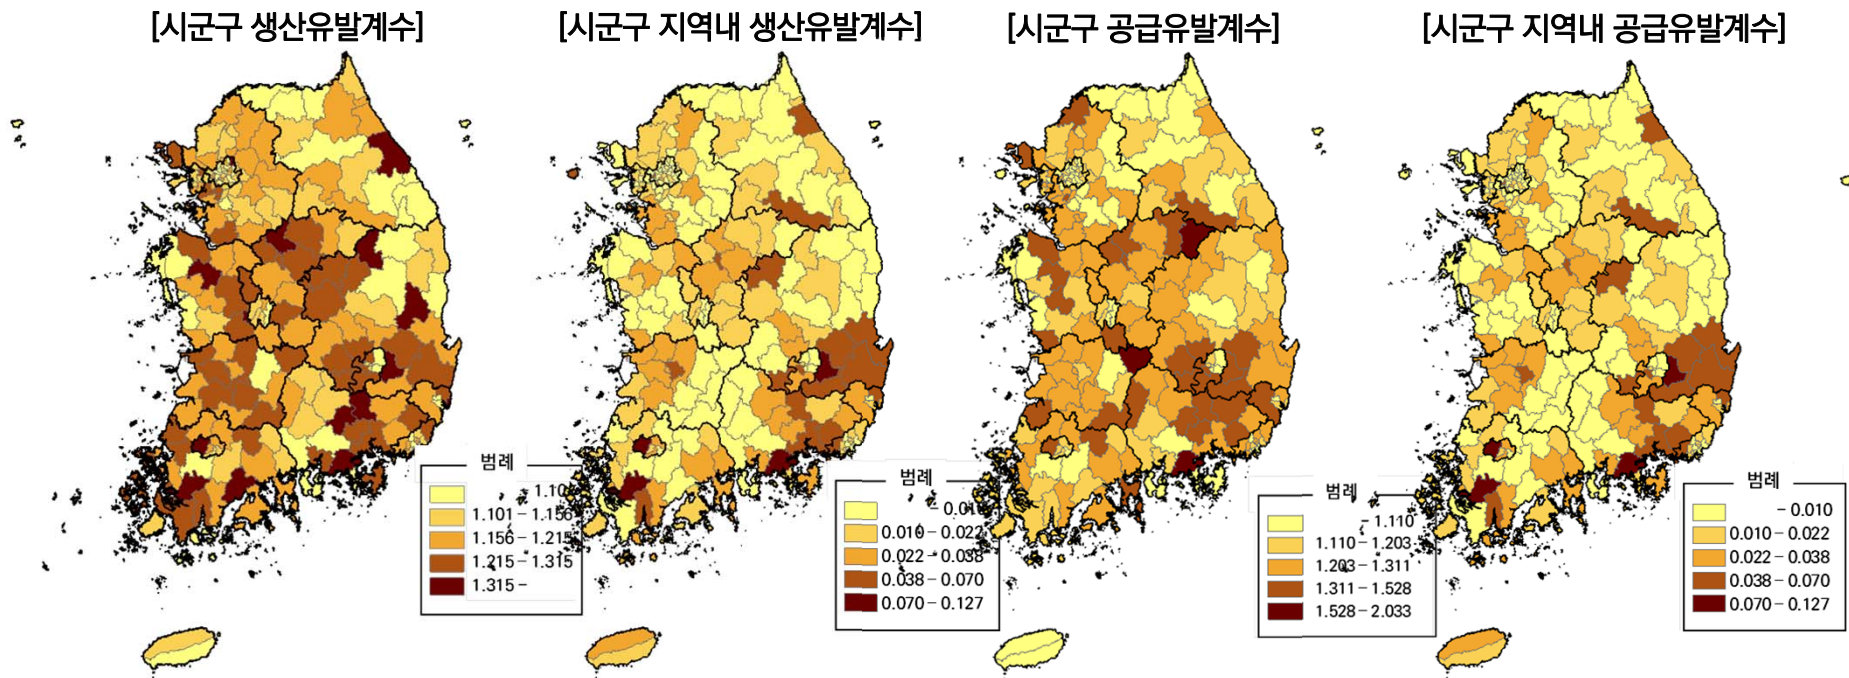 [시군구 생산유발계수]
[시군구 지역내 생산유발계수]
[시군구 공급유발계수]
[시군구 지역내 공급유발계수]
범례
1.101 – 1.156
1.156 – 1.215
1.215 – 1.315
1.315 –
범례
– 0.010
0.010 – 0.022
0.022 – 0.038
0.038 – 0.070
0.070 – 0.127
범례
– 1.110
1.110 – 1.203
1.203 – 1.311
1.311 – 1.528
1.528 – 2.033
범례
– 0.010
0.010 – 0.022
0.022 – 0.038
0.038 – 0.070
0.070 – 0.127